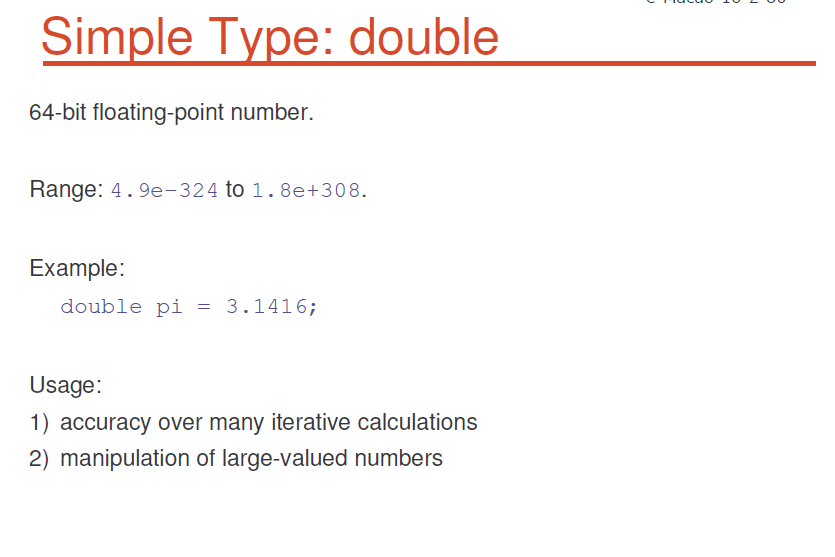 Simple Type: double
64-bit floating-point number.
Range: 4.9e-324 to 1.8e+308.
Example:
double pi = 3.1416;
Usage:
1) accuracy over many iterative calculations
2) manipulation of large-valued numbers